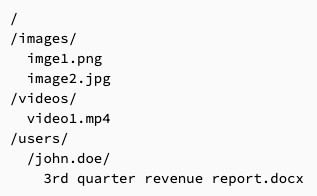 /
/images/
  imge1.png
  image2.jpg
/videos/
  video1.mp4
/users/
  /john.doe/
    3rd quarter revenue report.docx